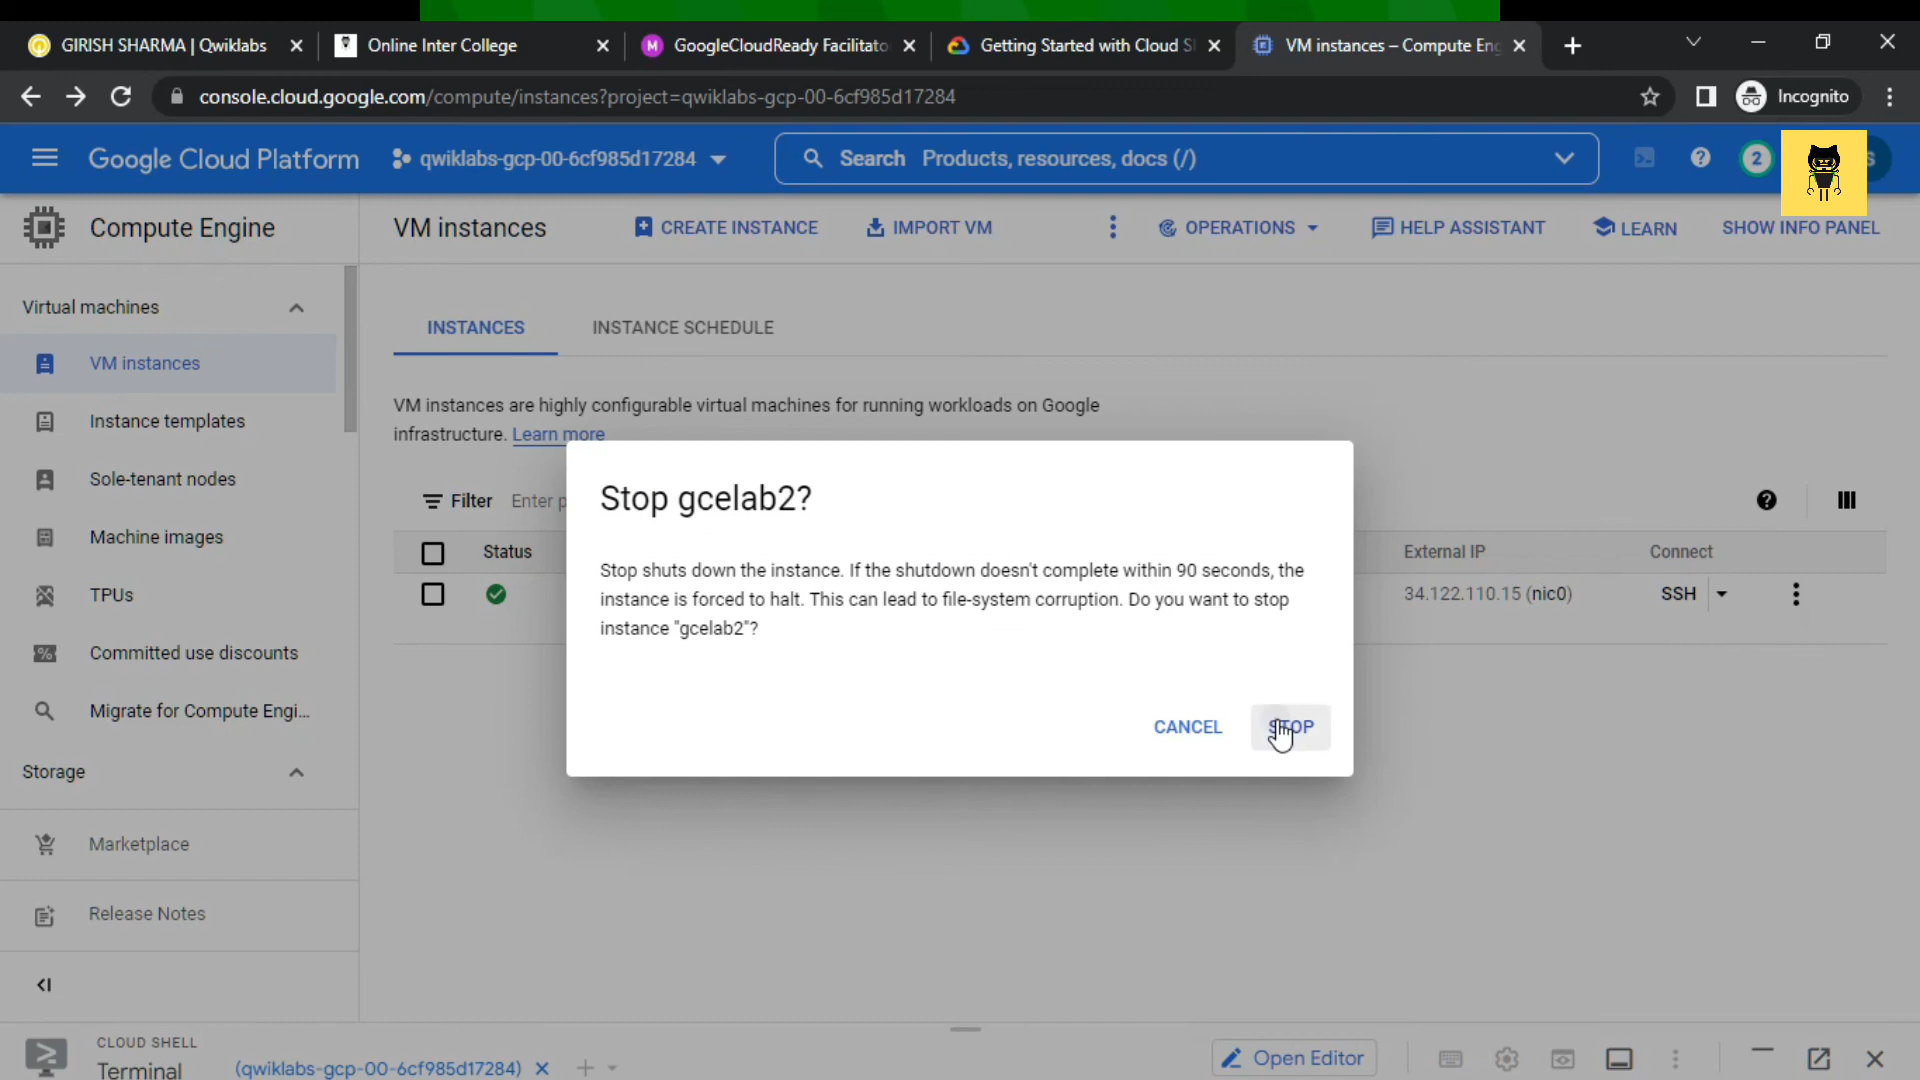 GIRISH SHARMA | Qwiklabs
Online Inter College
M GoogleCloudReady Facilitato
Getting Started with Cloud S
VM instances – Compute Eng
console.cloud.google.com/compute/instances?project=qwiklabs-gcp-00-6cf985d17284
Incognito
Google Cloud Platform
qwiklabs-gcp-00-6cf985d17284
Search Products, resources, docs (/)
2
S
Compute Engine
VM instances
CREATE INSTANCE
IMPORT VM
OPERATIONS
HELP ASSISTANT
LEARN
SHOW INFO PANEL
Virtual machines
VM instances
Instance templates
Sole-tenant nodes
Machine images
TPUs
Committed use discounts
Migrate for Compute Engi...
Storage
Marketplace
Release Notes
INSTANCES
INSTANCE SCHEDULE
VM instances are highly configurable virtual machines for running workloads on Google
infrastructure. Learn more
Filter Enter p
Status
External IP
Connect
34.122.110.15 (nic0)
SSH
Stop gcelab2?
Stop shuts down the instance. If the shutdown doesn't complete within 90 seconds, the
instance is forced to halt. This can lead to file-system corruption. Do you want to stop
instance "gcelab2"?
CANCEL
STOP
CLOUD SHELL
Terminal
(qwiklabs-gcp-00-6cf985d17284)
Open Editor